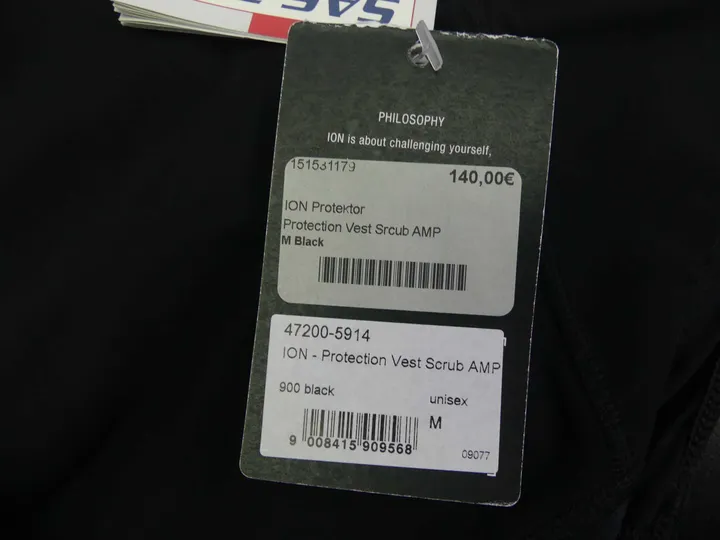 PHILOSOPHY
ION is about challenging yourself,
151531179
140,00€
ION Protektor
Protection Vest Srcub AMP
M Black
47200-5914
ION - Protection Vest Scrub AMP
900 black
unisex
M
9 008415 909568
09077